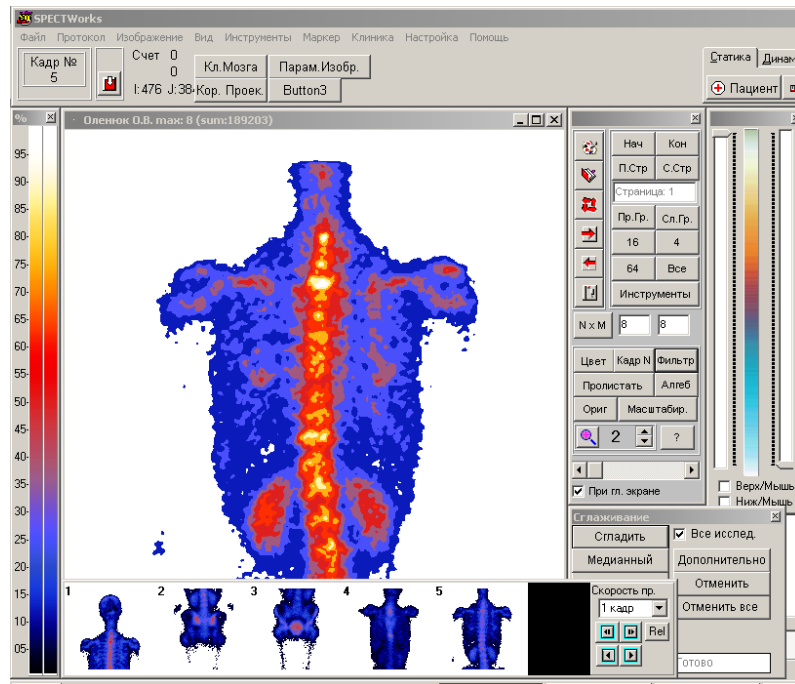 SPECTWorks
Файл Протокол Изображение Вид Инструменты Маркер Клиника Настройка Помощь
Кадр № 5
Счет 0
0
I:476 J:384
Кл.Мозга Парам.Изобр.
Кор. Проек. Button3
Статика Динам
Пациент
%
Оленюк О.В. max: 8 (sum:189203)
95
90
85
80
75
70
65
60
55
50
45
40
35
30
25
20
15
10
05
Нач Кон
П.Стр С.Стр
Страница: 1
Пр.Гр. Сл.Гр.
16 4
64 Все
Инструменты
N x M 8 8
Цвет Кадр N Фильтр
Пролистать Алгеб
Ориг Масштабир.
2 ?
При гл. экране
Верх/Мышь
Ниж/Мышь
Сглаживание
Сгладить Все исслед.
Медианный Дополнительно
Отменить
Отменить все
Готово
1 2 3 4 5
Скорость пр.
1 кадр
Rel